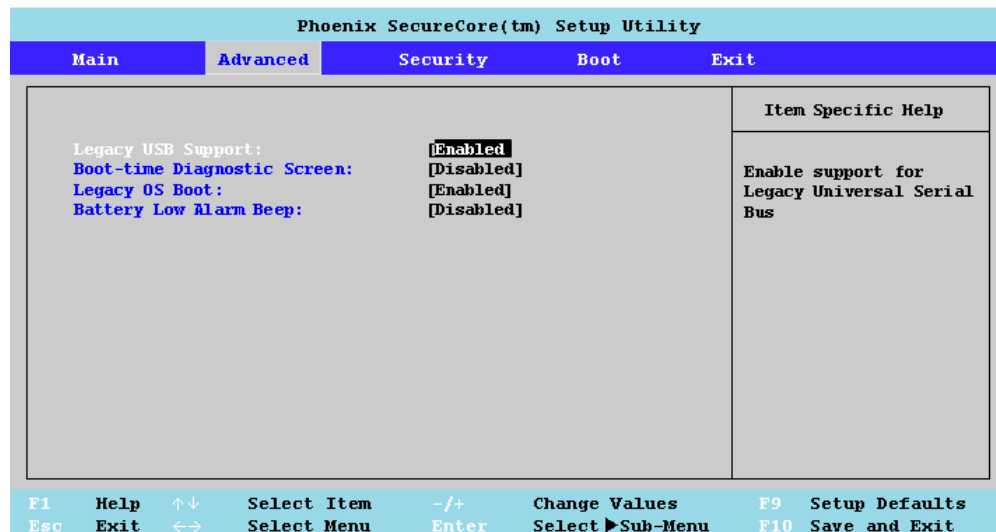 Phoenix SecureCore(tm) Setup Utility
Main Advanced Security Boot Exit
Item Specific Help
Legacy USB Support: [Enabled
Boot-time Diagnostic Screen: [Disabled]
Legacy OS Boot: [Enabled]
Battery Low Alarm Beep: [Disabled]
Enable support for
Legacy Universal Serial
Bus
F1 Help ↑↓ Select Item -/+ Change Values F9 Setup Defaults
Esc Exit ←→ Select Menu Enter Select ▶Sub-Menu F10 Save and Exit